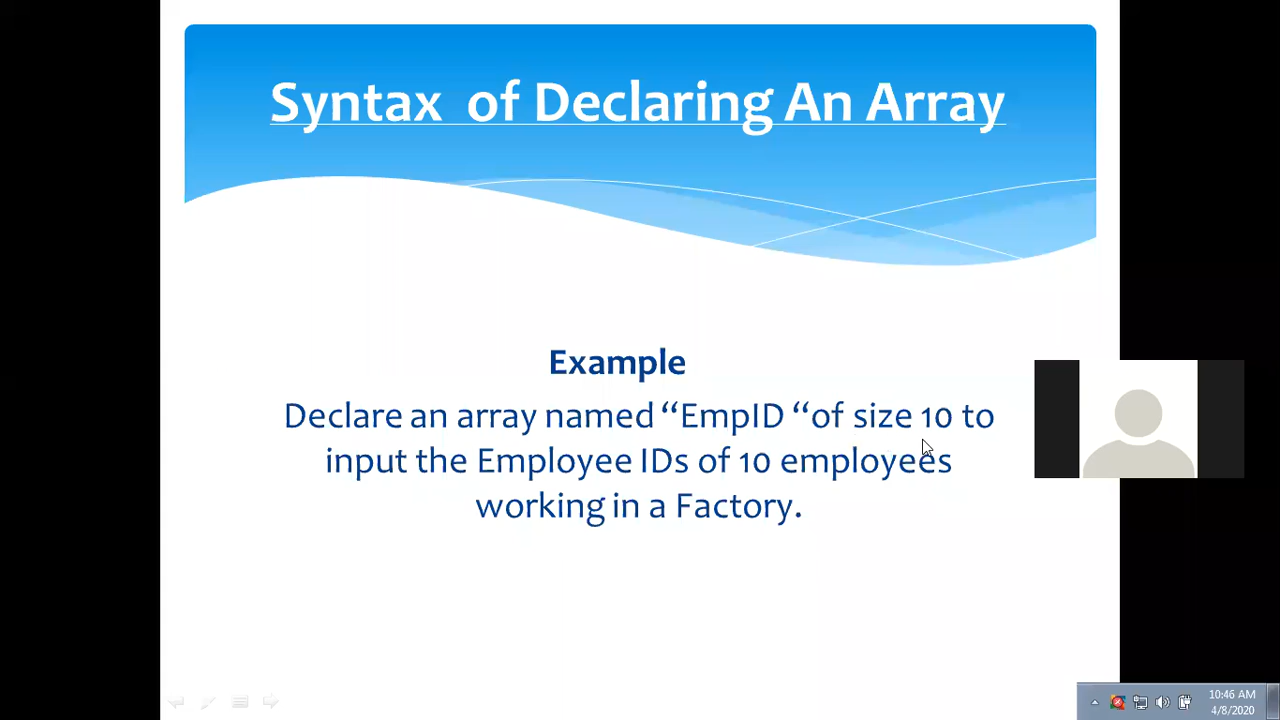 Syntax of Declaring An Array
Example
Declare an array named “EmpID “of size 10 to
input the Employee IDs of 10 employees
working in a Factory.
10:46 AM
4/8/2020